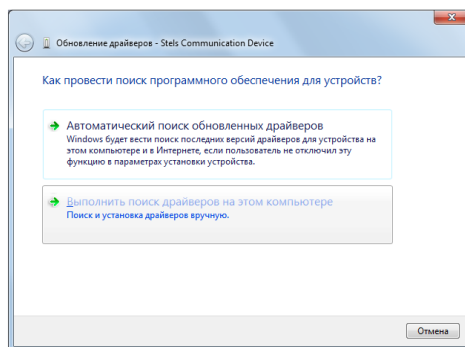 Обновление драйверов - Stels Communication Device
Как провести поиск программного обеспечения для устройств?
Автоматический поиск обновленных драйверов
Windows будет вести поиск последних версий драйверов для устройства на
этом компьютере и в Интернете, если пользователь не отключил эту
функцию в параметрах установки устройства.
Выполнить поиск драйверов на этом компьютере
Поиск и установка драйверов вручную.
Отмена